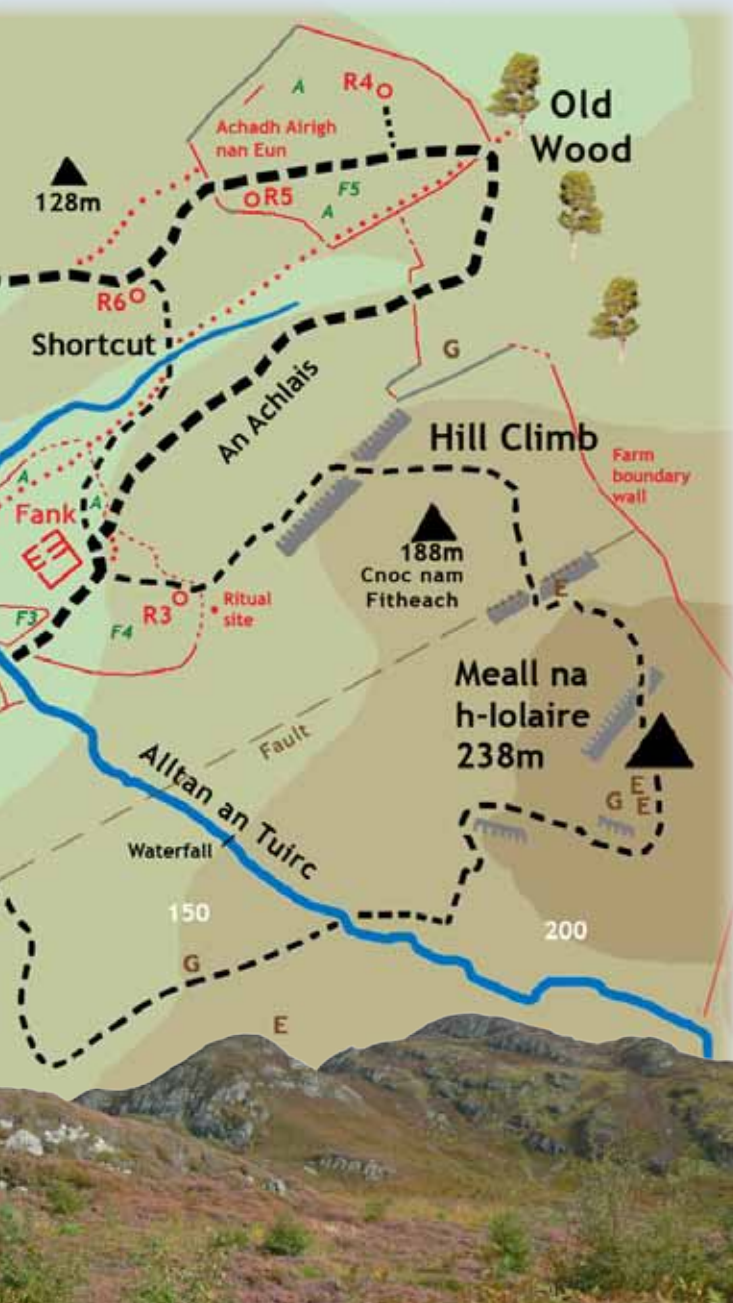 R4
A
Old
Wood
Achadh Airigh
nan Eun
128m
R5
F5
A
R6
Shortcut
G
An Achlais
Hill Climb
Farm
boundary
wall
A
A
Fank
188m
Cnoc nam
Fitheach
E
R3
Ritual
site
F3
F4
Meall na
h-Iolaire
238m
Fault
E
G E
Alltan an Tuirc
Waterfall
150
200
G
E